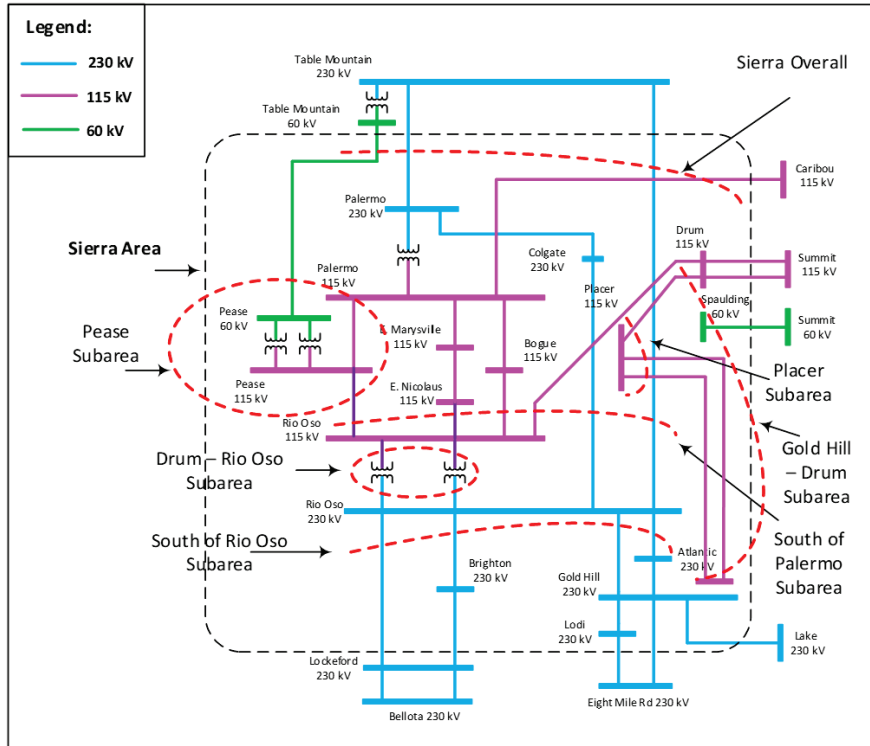 Legend:
230 kV
115 kV
60 kV
Table Mountain
230 kV
Sierra Overall
Table Mountain
60 kV
Caribou
115 kV
Palermo
230 kV
Colgate
230 kV
Drum
115 kV
Summit
115 kV
Sierra Area
Palermo
115 kV
Placer
115 kV
Spaulding
60 kV
Summit
60 kV
Pease
Subarea
Pease
60 kV
E. Marysville
115 kV
Bogue
115 kV
Placer
Subarea
Pease
115 kV
E. Nicolaus
115 kV
Rio Oso
115 kV
Gold Hill
– Drum
Subarea
Drum – Rio Oso
Subarea
Rio Oso
230 kV
South of
Palermo
Subarea
South of Rio Oso
Subarea
Brighton
230 kV
Atlantic
230 kV
Gold Hill
230 kV
Lodi
230 kV
Lake
230 kV
Lockeford
230 kV
Bellota 230 kV
Eight Mile Rd 230 kV